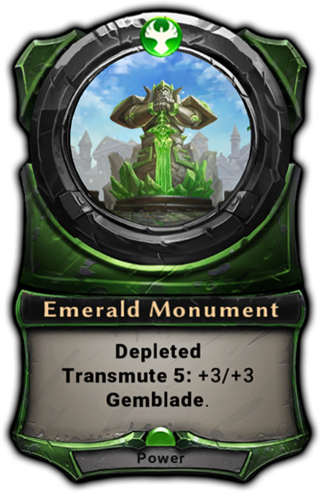 Emerald Monument
Depleted
Transmute 5: +3/+3
Gemblade.
Power